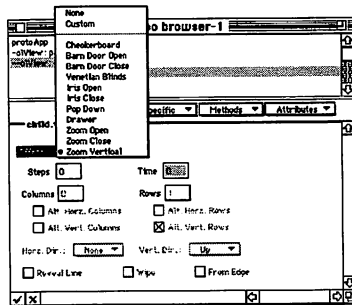 None
Custom
browser-1
protoApp
Checkerboard
Barn Door Open
Barn Door Close
Venetian Blinds
Iris Open
Iris Close
Pop Down
Drawer
Zoom Open
Zoom Close
Zoom Vertical
Methods Attributes
Steps 0 Time
Columns 0 Rows 1
Alt. Horz. Columns Alt. Horz. Rows
Alt. Vert. Columns Alt. Vert. Rows
Horz. Dir.: None Vert. Dir.: Up
Reveal Line Wipe From Edge